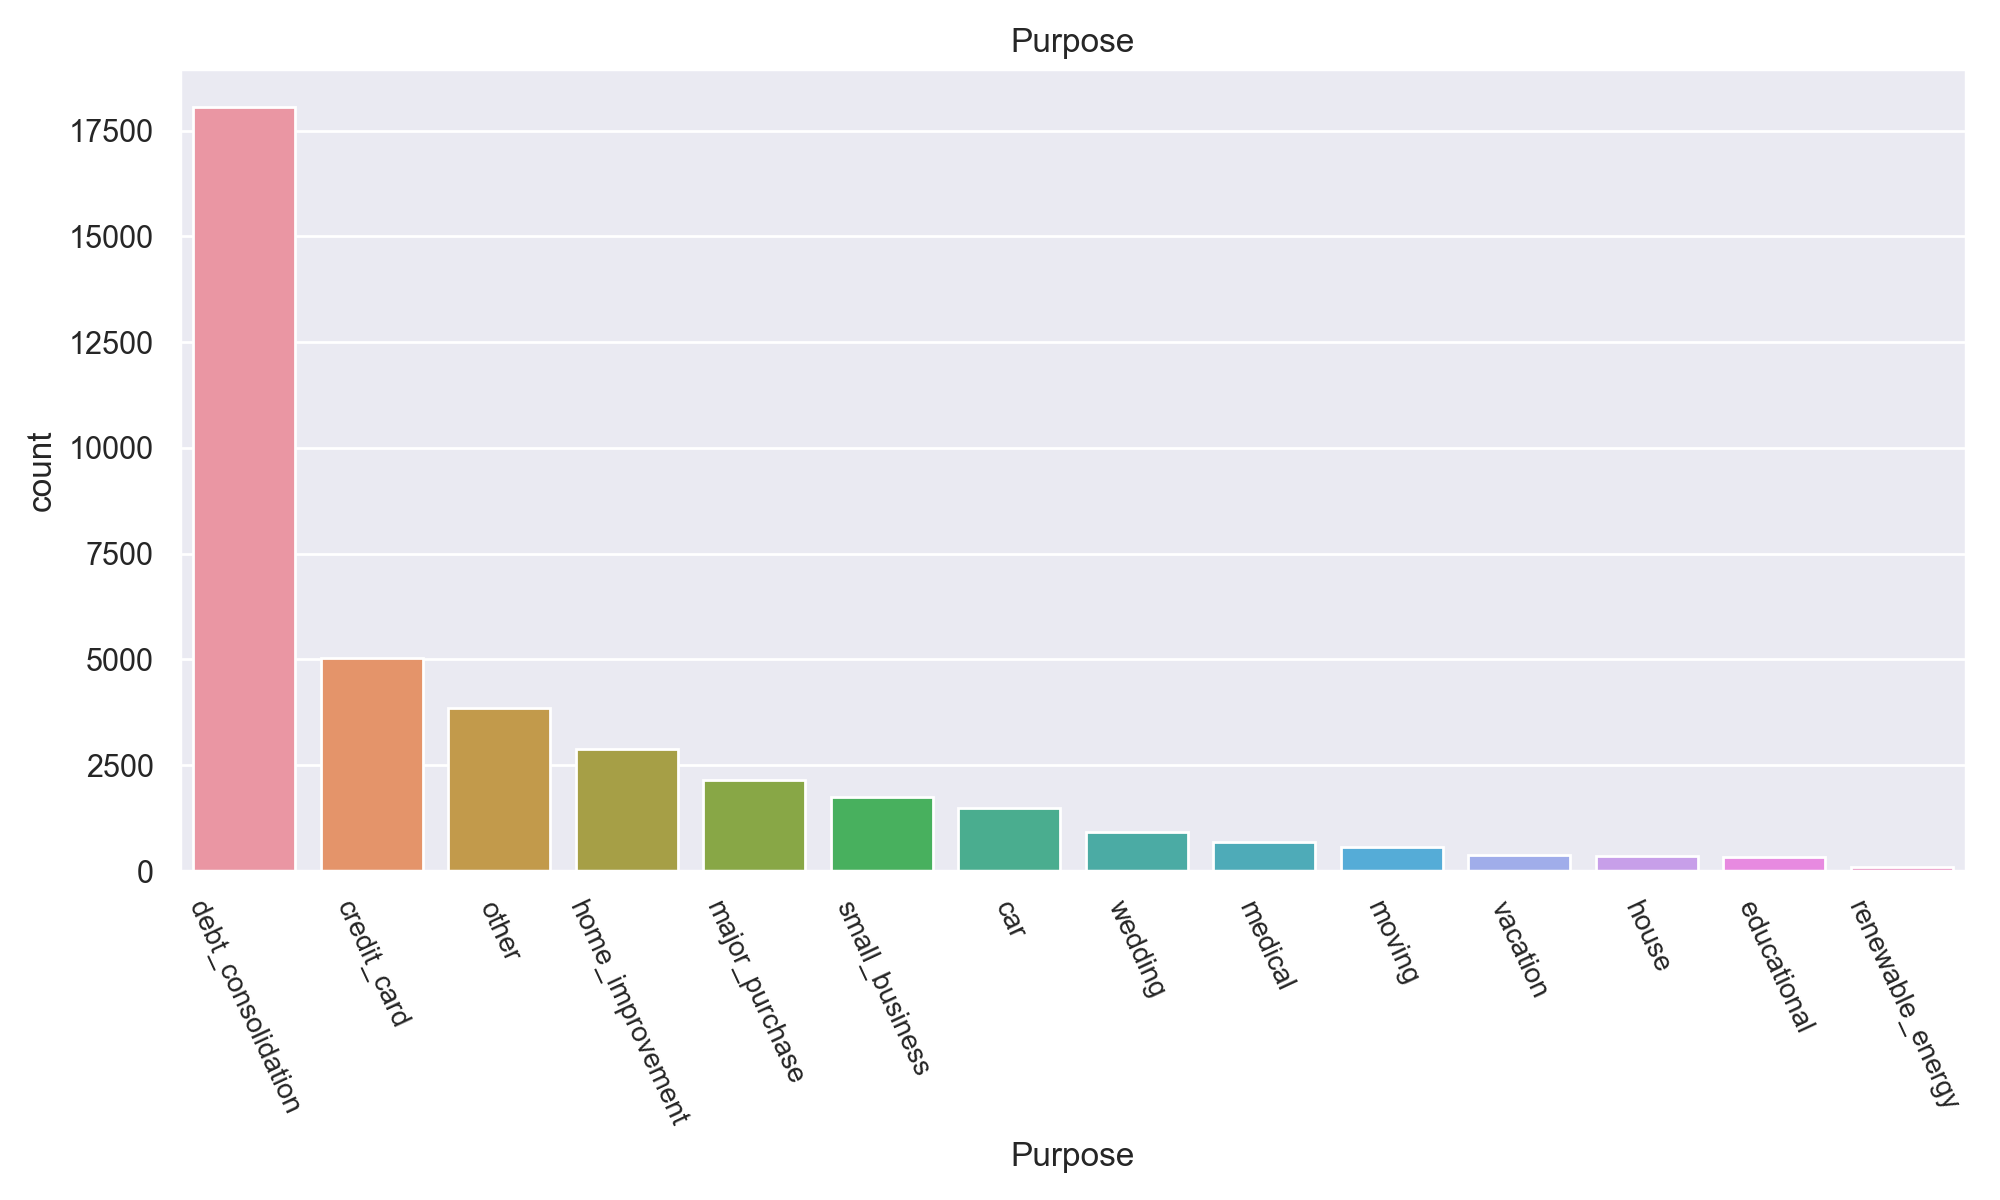 Purpose
17500
15000
12500
10000
7500
5000
2500
0
count
debt_consolidation
credit_card
other
home_improvement
major_purchase
small_business
car
wedding
medical
moving
vacation
house
educational
renewable_energy
Purpose